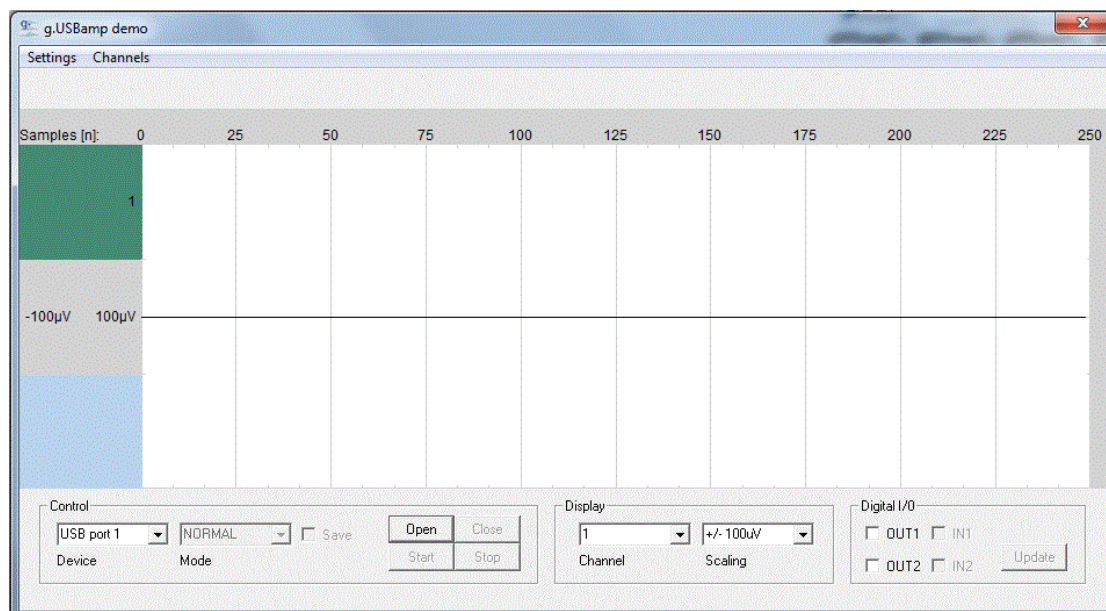 g.USBamp demo
Settings Channels
Samples [n]: 0 25 50 75 100 125 150 175 200 225 250
1
-100µV 100µV
Control
USB port 1 NORMAL Save Open Close
Start Stop
Device Mode
Display
1 +/- 100uV
Channel Scaling
Digital I/O
OUT1 IN1
OUT2 IN2 Update